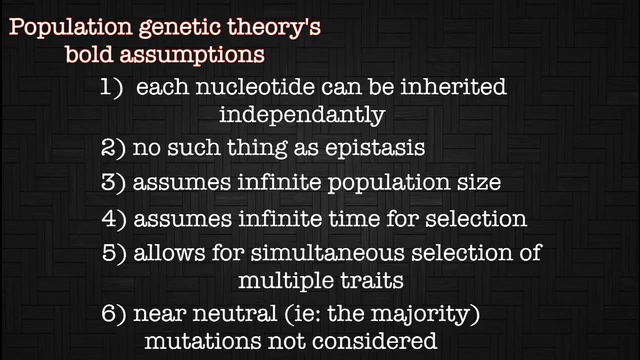 Population genetic theory's
bold assumptions
1) each nucleotide can be inherited
independantly
2) no such thing as epistasis
3) assumes infinite population size
4) assumes infinite time for selection
5) allows for simultaneous selection of
multiple traits
6) near neutral (ie: the majority)
mutations not considered